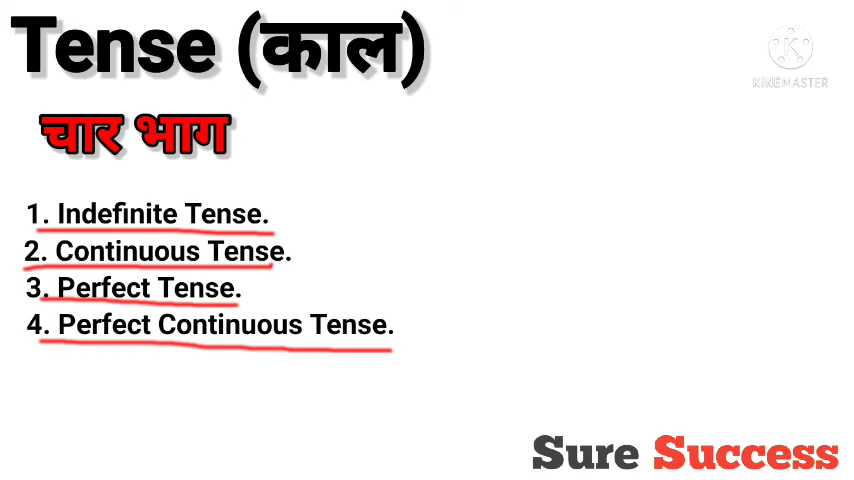 Tense (काल)
KINEMASTER
चार भाग
1. Indefinite Tense.
2. Continuous Tense.
3. Perfect Tense.
4. Perfect Continuous Tense.
Sure Success